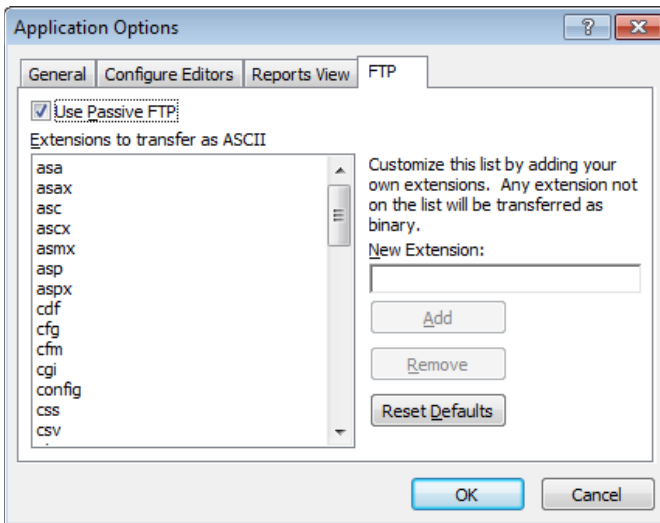 Application Options
General
Configure Editors
Reports View
FTP
Use Passive FTP
Extensions to transfer as ASCII
asa
asax
asc
ascx
asmx
asp
aspx
cdf
cfg
cfm
cgi
config
css
csv
Customize this list by adding your
own extensions. Any extension not
on the list will be transferred as
binary.
New Extension:
Add
Remove
Reset Defaults
OK
Cancel